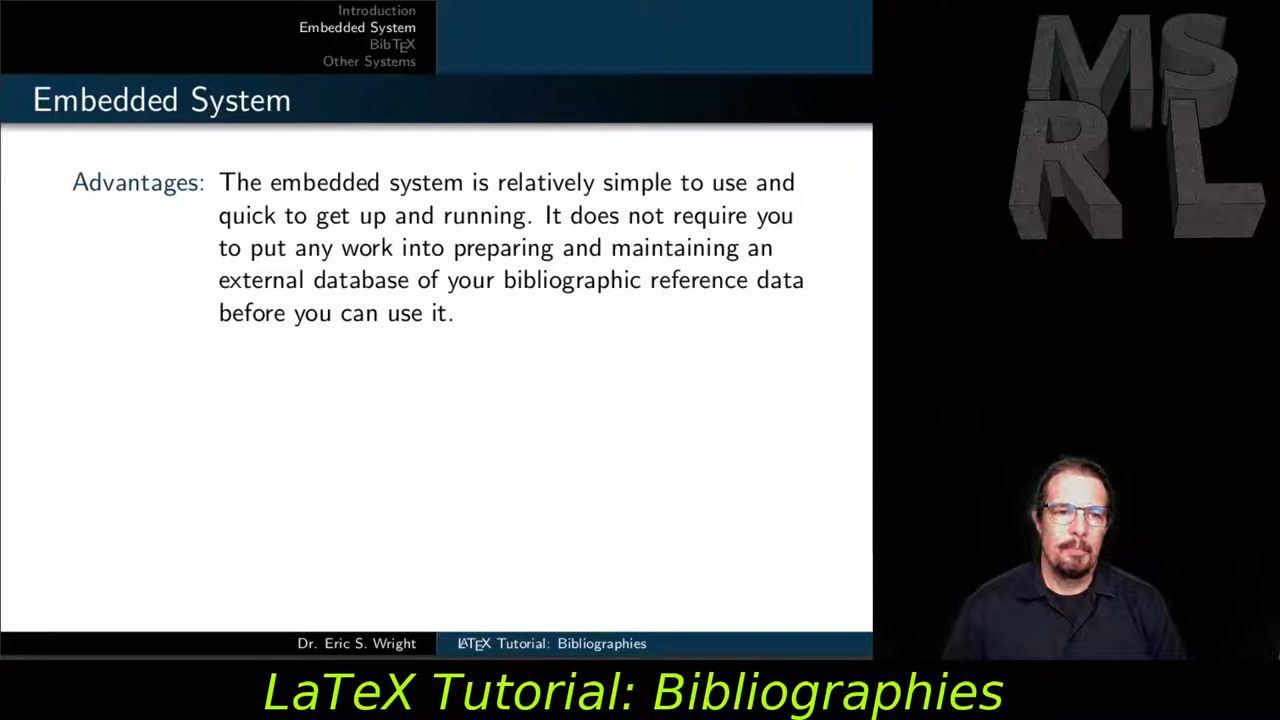 Introduction
Embedded System
BibTEX
Other Systems
MS
RL
Embedded System
Advantages: The embedded system is relatively simple to use and
quick to get up and running. It does not require you
to put any work into preparing and maintaining an
external database of your bibliographic reference data
before you can use it.
Dr. Eric S. Wright
LATEX Tutorial: Bibliographies
LaTeX Tutorial: Bibliographies